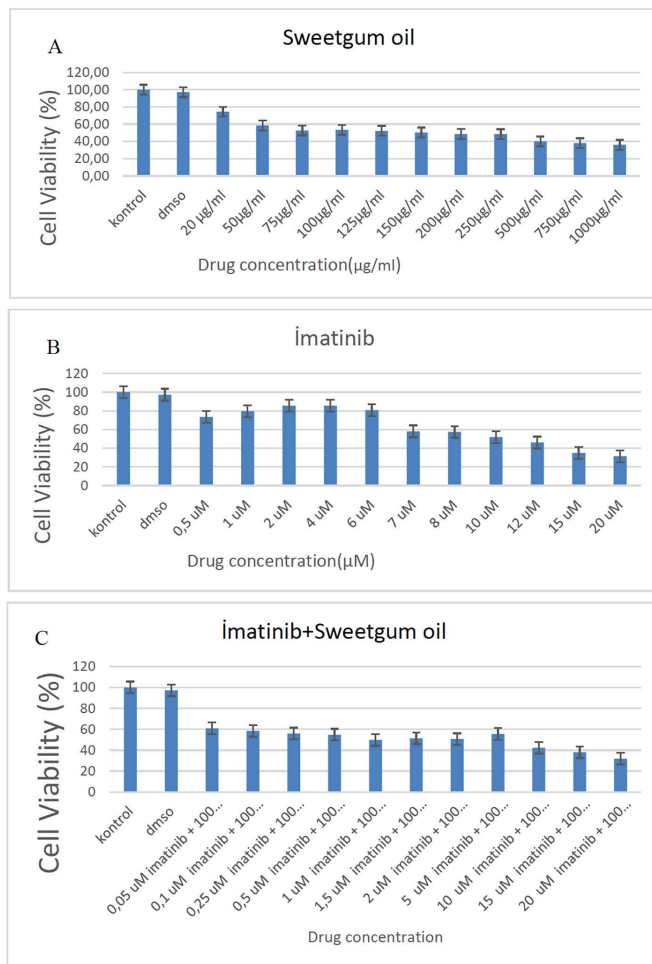 A
Sweetgum oil
Cell Viability (%)
120,00
100,00
80,00
60,00
40,00
20,00
0,00
kontrol
dmso
20 µg/ml
50µg/ml
75µg/ml
100µg/ml
125µg/ml
150µg/ml
200µg/ml
250µg/ml
500µg/ml
750µg/ml
1000µg/ml
Drug concentration(µg/ml)
B
İmatinib
Cell Viability (%)
120
100
80
60
40
20
0
kontrol
dmso
0,5 uM
1 uM
2 uM
4 uM
6 uM
7 uM
8 uM
10 uM
12 uM
15 uM
20 uM
Drug concentration(µM)
C
İmatinib+Sweetgum oil
Cell Viability (%)
120
100
80
60
40
20
0
kontrol
dmso
0,05 uM imatinib + 100...
0,1 uM imatinib + 100...
0,25 uM imatinib + 100...
0,5 uM imatinib + 100...
1 uM imatinib + 100...
1,5 uM imatinib + 100...
2 uM imatinib + 100...
5 uM imatinib + 100...
10 uM imatinib + 100...
15 uM imatinib + 100...
20 uM imatinib + 100...
Drug concentration